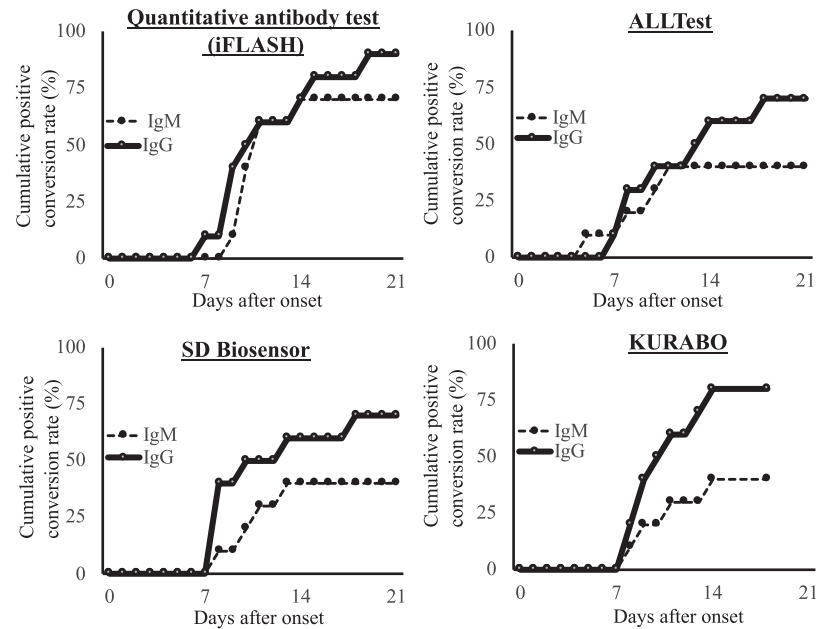 Quantitative antibody test
(iFLASH)
100
75
50
25
0
Cumulative positive
conversion rate (%)
IgM
IgG
0 7 14 21
Days after onset
ALLTest
100
75
50
25
0
Cumulative positive
conversion rate (%)
IgM
IgG
0 7 14 21
Days after onset
SD Biosensor
100
75
50
25
0
Cumulative positive
conversion rate (%)
IgM
IgG
0 7 14 21
Days after onset
KURABO
100
75
50
25
0
Cumulative positive
conversion rate (%)
IgM
IgG
0 7 14 21
Days after onset